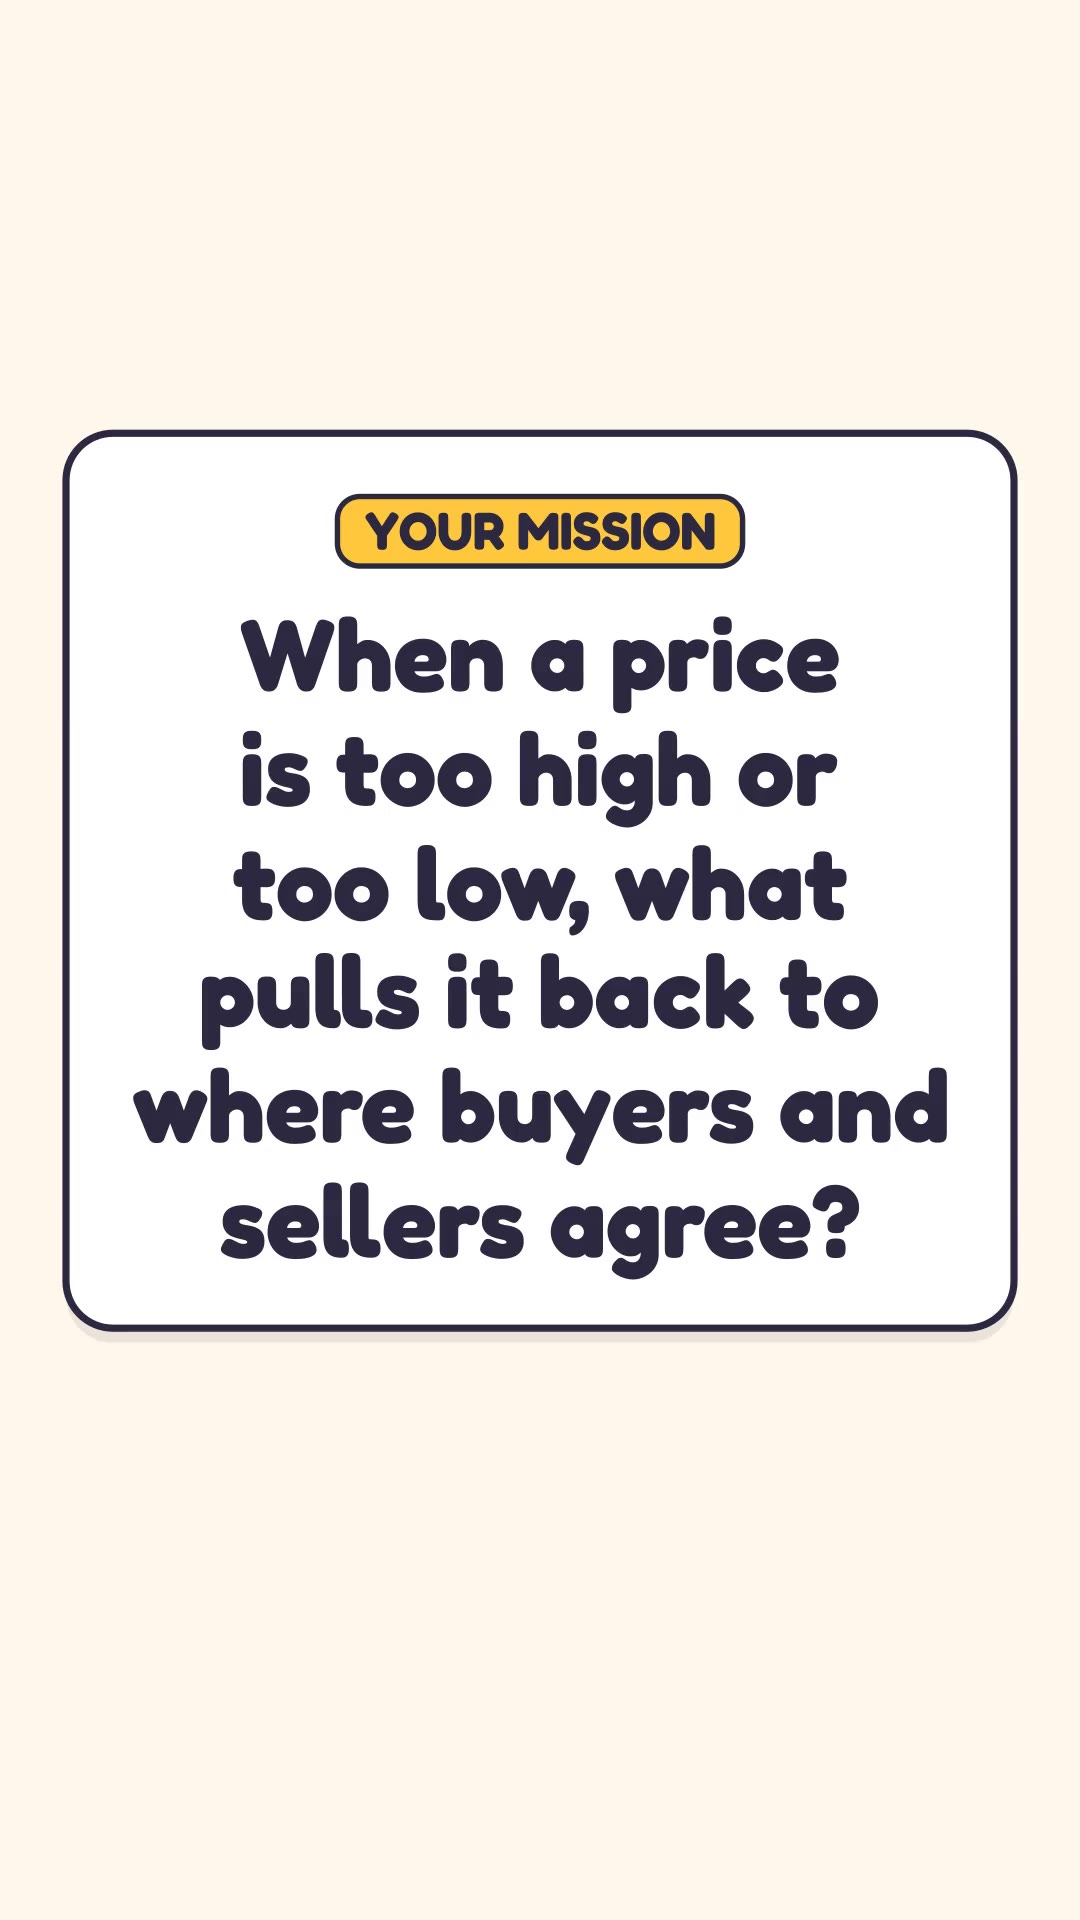 YOUR MISSION
When a price
is too high or
too low, what
pulls it back to
where buyers and
sellers agree?